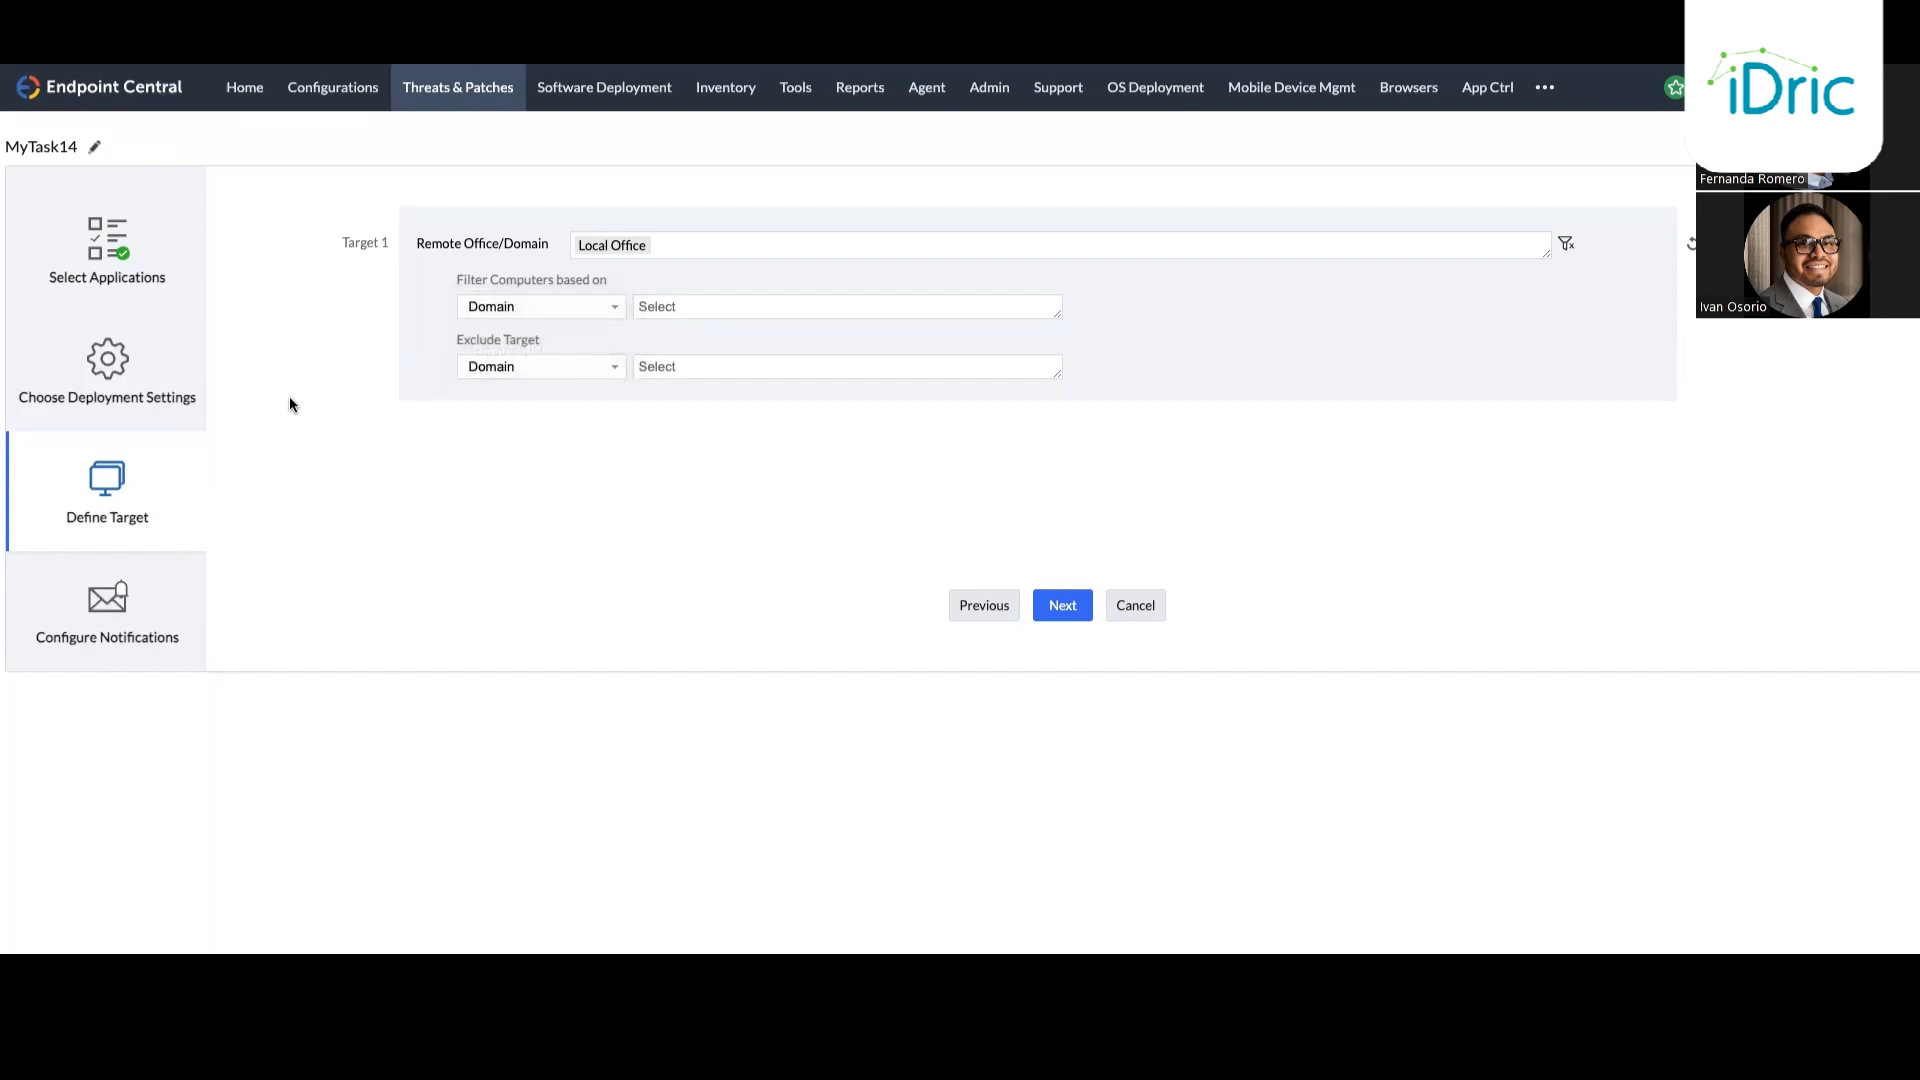 Endpoint Central Home Configurations Threats & Patches Software Deployment Inventory Tools Reports Agent Admin Support OS Deployment Mobile Device Mgmt Browsers App Ctrl •••
iDric
MyTask14
Fernanda Romero
Select Applications
Choose Deployment Settings
Define Target
Configure Notifications
Target 1
Remote Office/Domain Local Office
Filter Computers based on
Domain Select
Exclude Target
Domain Select
Ivan Osorio
Previous Next Cancel